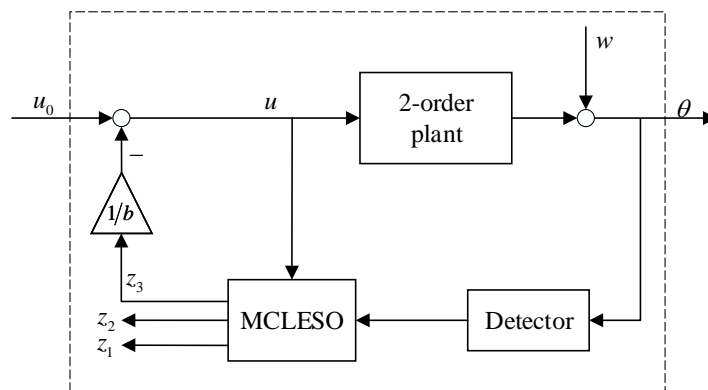 w
u₀
u
2-order
plant
θ
−
1/b
z₃
z₂
z₁
MCLESO
Detector